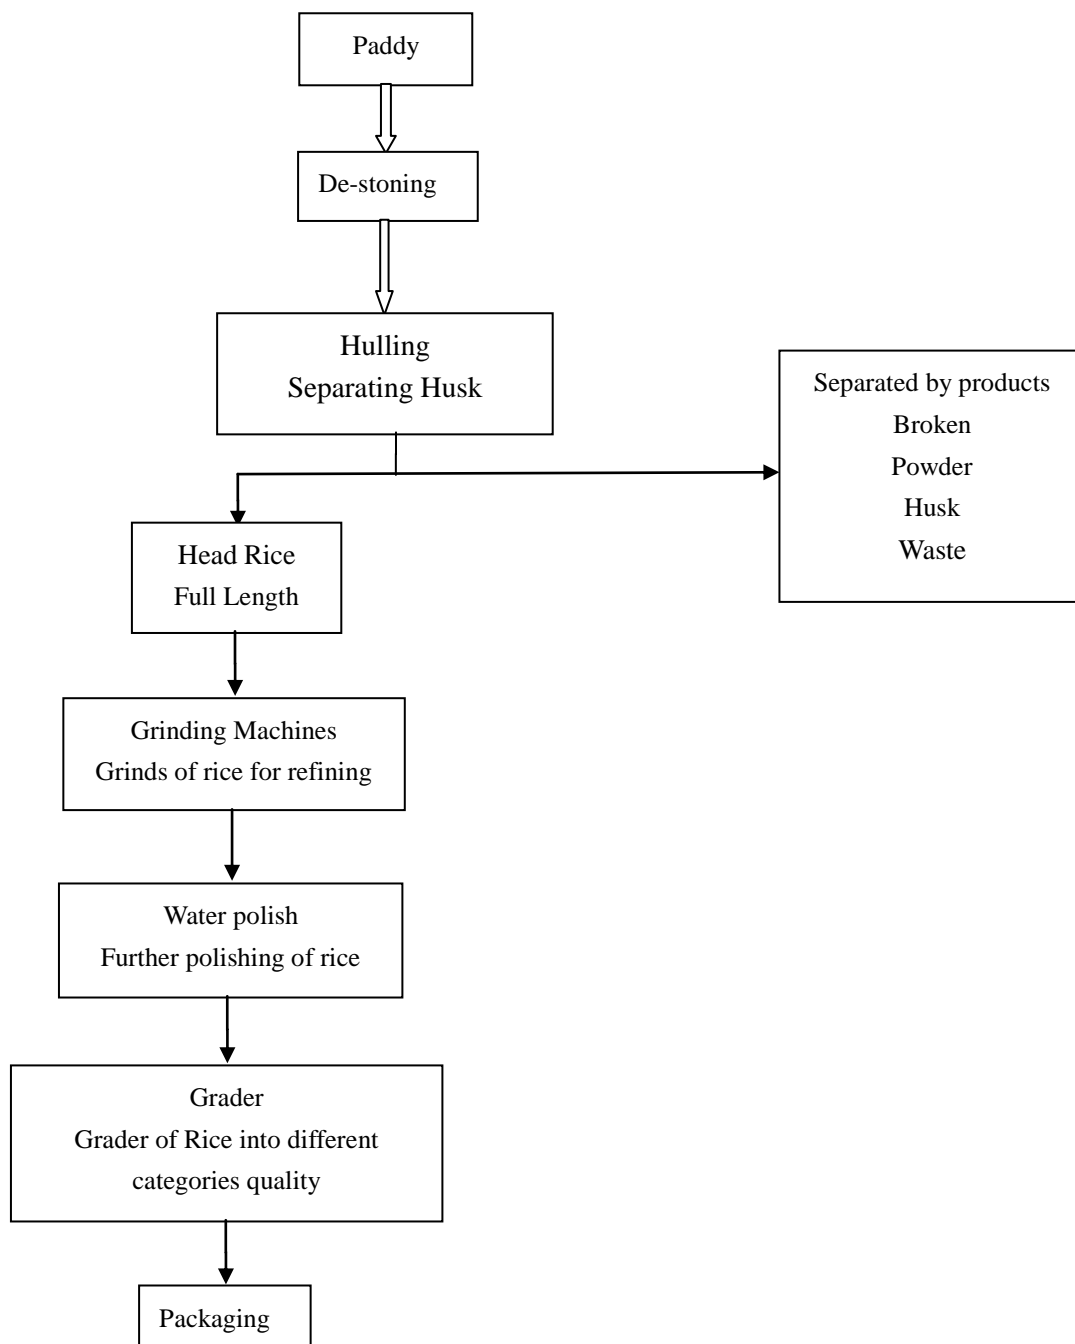 Paddy
De-stoning
Hulling
Separating Husk
Separated by products
Broken
Powder
Husk
Waste
Head Rice
Full Length
Grinding Machines
Grinds of rice for refining
Water polish
Further polishing of rice
Grader
Grader of Rice into different
categories quality
Packaging